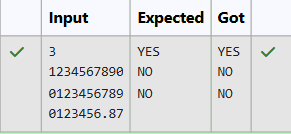 Input Expected Got
3 YES YES
1234567890 NO NO
0123456789 NO NO
0123456.87